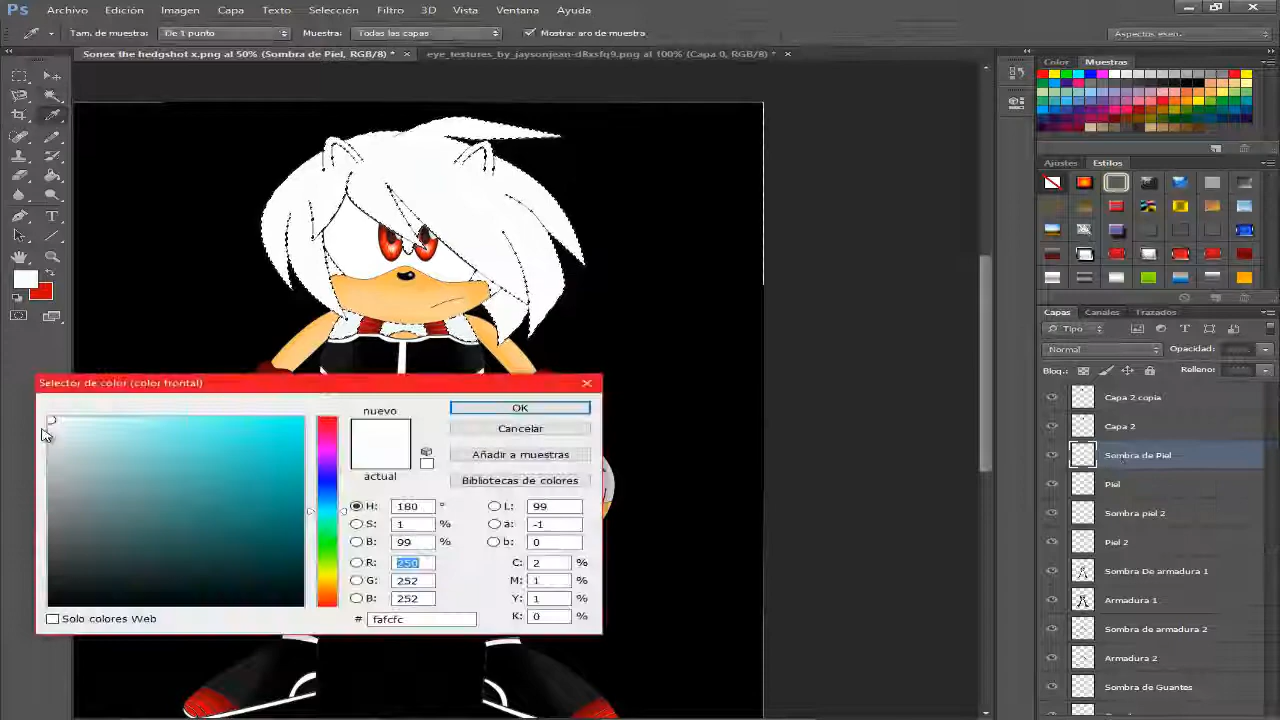 Ps Archivo Edición Imagen Capa Texto Selección Filtro 3D Vista Ventana Ayuda
Tam. de muestra: De 1 punto Muestra: Todas las capas Mostrar aro de muestra
Sonex the hedgshot x.png al 50% (Sombra de Piel, RGB/8) * ×
eye_textures_by_jaysonjean-d8xsfq9.png al 100% (Capa 0, RGB/8) * ×
Color Muestras
Ajustes Estilos
Capas Canales Trazados
Tipo
Normal Opacidad:
Bloq.: Relleno:
Capa 2 copia
Capa 2
Sombra de Piel
Piel
Sombra piel 2
Piel 2
Sombra De armadura 1
Armadura 1
Sombra de armadura 2
Armadura 2
Sombra de Guantes
Selector de color (color frontal)
nuevo
actual
OK
Cancelar
Añadir a muestras
Bibliotecas de colores
H: 180 ° L: 99
S: 1 % a: -1
B: 99 % b: 0
R: 250 C: 2 %
G: 252 M: 1 %
B: 252 Y: 1 %
# fafcfc K: 0 %
Solo colores Web